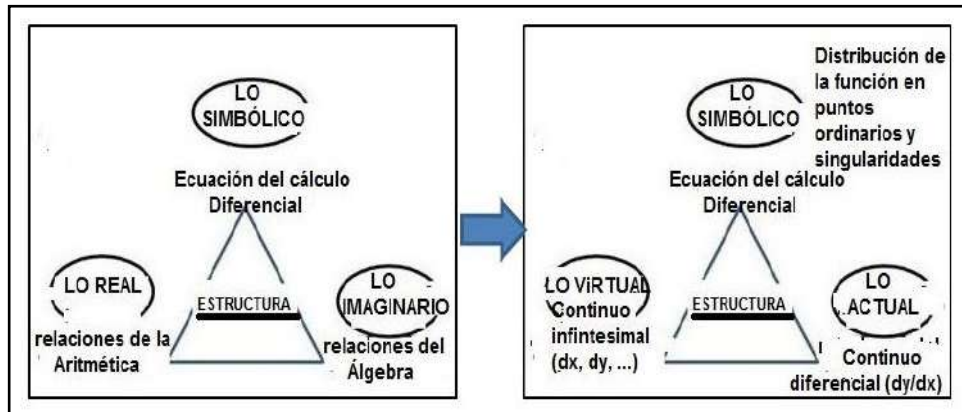 LO
SIMBÓLICO
Ecuación del cálculo
Diferencial
LO REAL
ESTRUCTURA
LO
IMAGINARIO
relaciones de la
Aritmética
relaciones del
Álgebra
Distribución de
la función en
puntos
ordinarios y
singularidades
LO
SIMBÓLICO
Ecuación del cálculo
Diferencial
LO ViRTUAL
Continuo
infintesimal
(dx, dy, ...)
ESTRUCTURA
LO
ACTUAL
Continuo
diferencial (dy/dx)